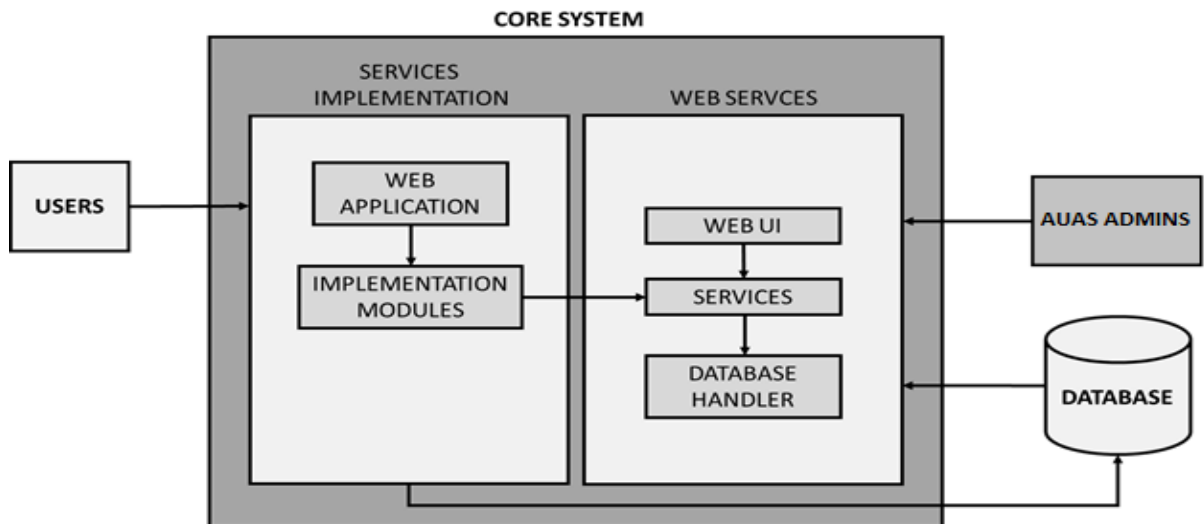 CORE SYSTEM
SERVICES
IMPLEMENTATION
WEB SERVCES
WEB
APPLICATION
IMPLEMENTATION
MODULES
WEB UI
SERVICES
DATABASE
HANDLER
USERS
AUAS ADMINS
DATABASE